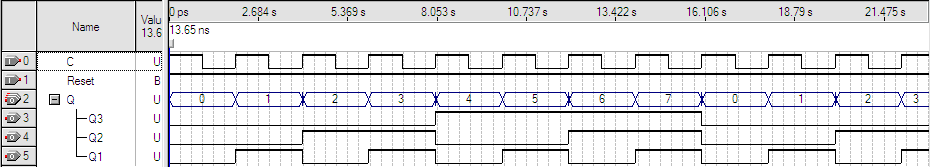 Name Valu 13.6 0 ps 2.684 s 5.369 s 8.053 s 10.737 s 13.422 s 16.106 s 18.79 s 21.475 s
13.65 ns
0 C U
1 Reset B
2 Q U 0 1 2 3 4 5 6 7 0 1 2 3
3 Q3 U
4 Q2 U
5 Q1 U